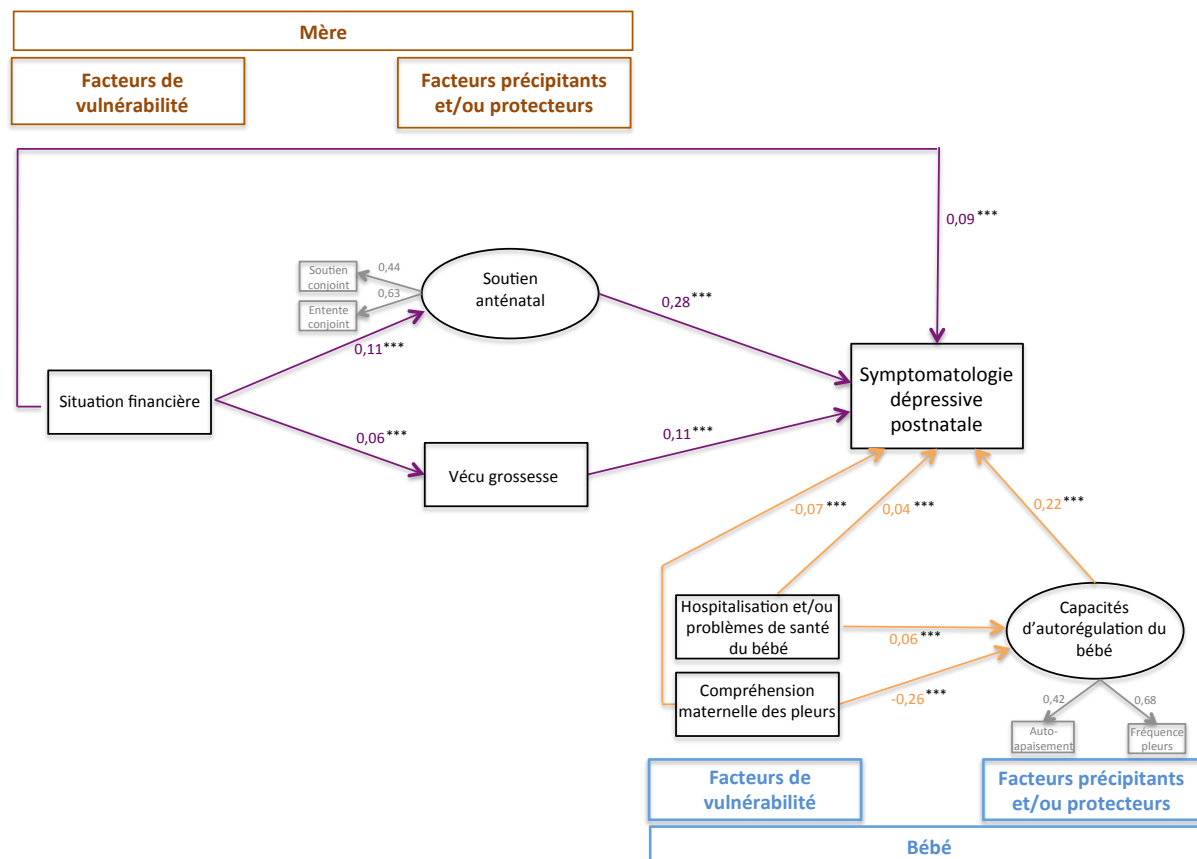 Mère
Facteurs de
vulnérabilité
Facteurs précipitants
et/ou protecteurs
0,09***
Soutien
conjoint
0,44
Entente
conjoint
0,63
Soutien
anténatal
0,28***
0,11***
Situation financière
Symptomatologie
dépressive
postnatale
0,06***
Vécu grossesse
0,11***
-0,07***
0,04***
0,22***
Hospitalisation et/ou
problèmes de santé
du bébé
0,06***
Capacités
d'autorégulation du
bébé
Compréhension
maternelle des pleurs
-0,26***
0,42
0,68
Auto-
apaisement
Fréquence
pleurs
Facteurs de
vulnérabilité
Facteurs précipitants
et/ou protecteurs
Bébé